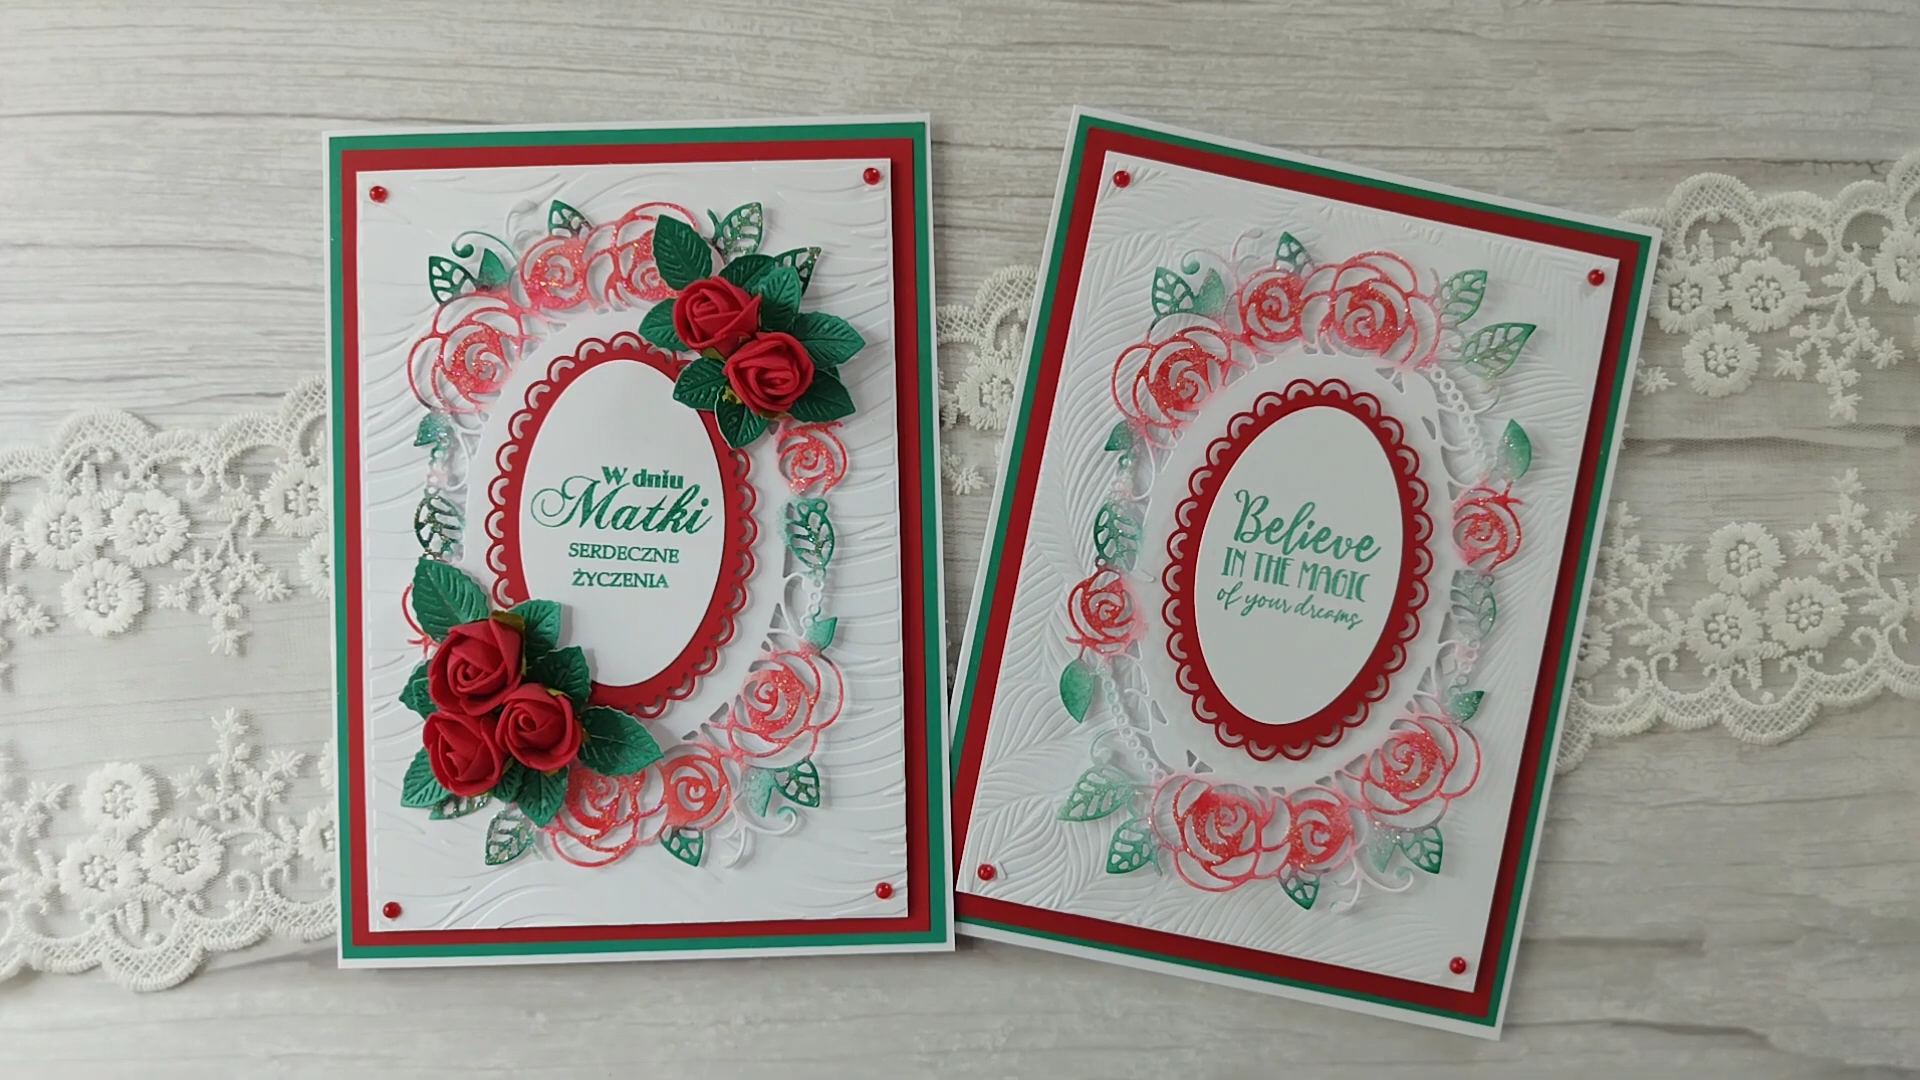 W dniu
Matki
SERDECZNE
ŻYCZENIA
Believe
IN THE MAGIC
of your dreams